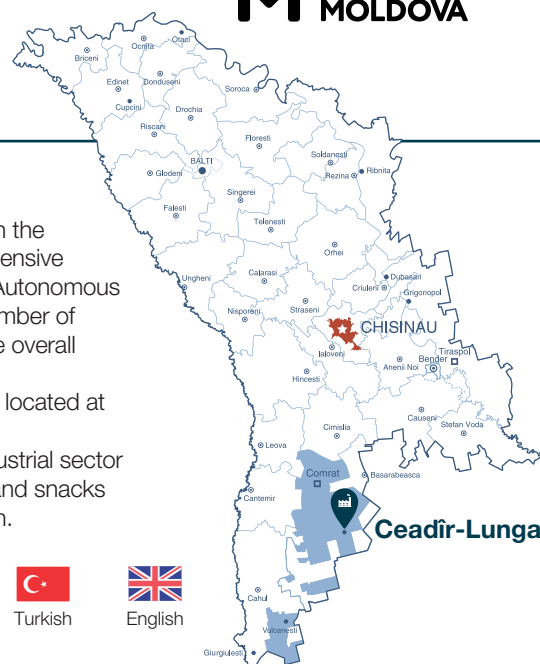 MOLDOVA
Otaci
Ocnita
Briceni
Edinet
Donduseni
Soroca
Cupcini
Drochia
Riscani
Floresti
Soldanesti
BALTI
Glodeni
Rezina
Ribnita
Singerei
Falesti
Telenesti
n the
ensive
Autonomous
mber of
e overall
located at
ustrial sector
and snacks
n.
Orhei
Ungheni
Calarasi
Dubasari
Criuleni
Grigoriopol
Nisporeni
Straseni
CHISINAU
Ialoveni
Tiraspol
Anenii Noi
Bender
Hincesti
Causeni
Stefan Voda
Cimislia
Leova
Comrat
Basarabeasca
Cantemir
Ceadîr-Lunga
Cahul
Vulcanesti
Giurgiulesti
Turkish
English